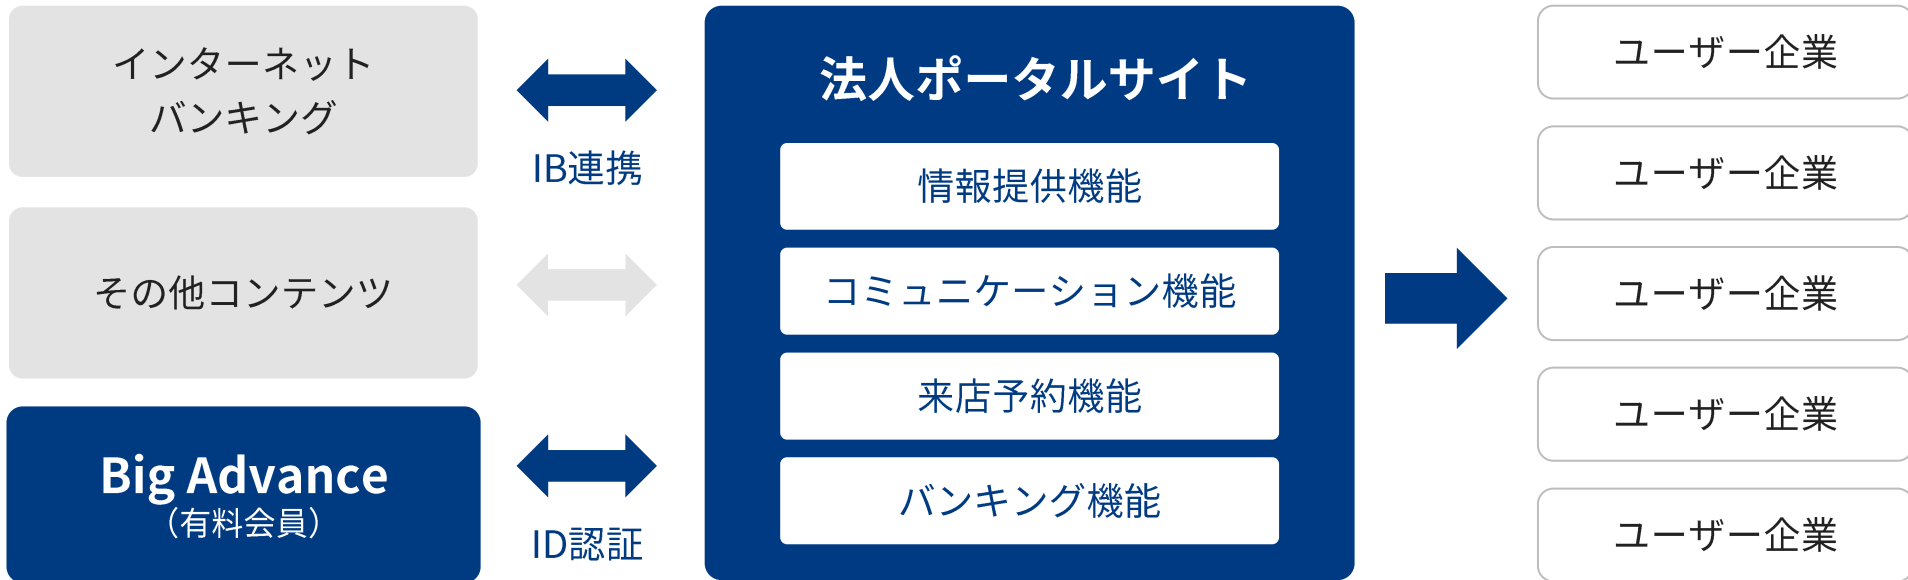 インターネット
バンキング
IB連携
その他コンテンツ
Big Advance
（有料会員）
ID認証
法人ポータルサイト
情報提供機能
コミュニケーション機能
来店予約機能
バンキング機能
ユーザー企業
ユーザー企業
ユーザー企業
ユーザー企業
ユーザー企業